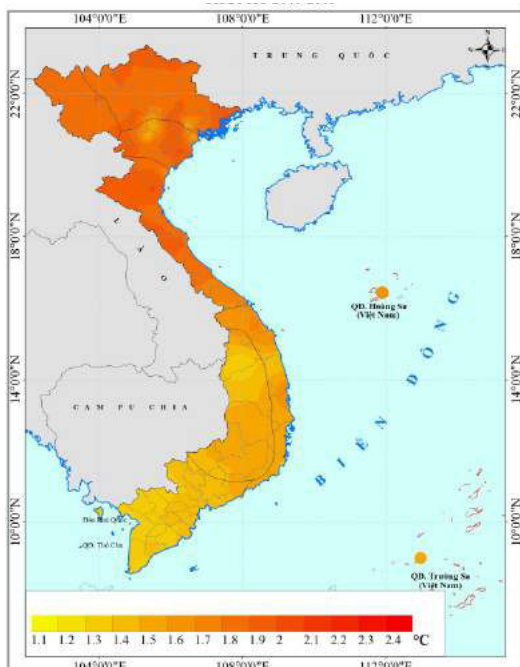 104°0'0"E 108°0'0"E 112°0'0"E
TRUNG QUỐC
22°0'0"N 22°0'0"N
18°0'0"N 18°0'0"N
LÀO
QĐ. Hoàng Sa
(Việt Nam)
BIỂN ĐÔNG
14°0'0"N 14°0'0"N
CAM PU CHIA
10°0'0"N 10°0'0"N
QĐ. Thổ Chu
QĐ. Trường Sa
(Việt Nam)
1.1 1.2 1.3 1.4 1.5 1.6 1.7 1.8 1.9 2 2.1 2.2 2.3 2.4 °C
104°0'0"E 108°0'0"E 112°0'0"E